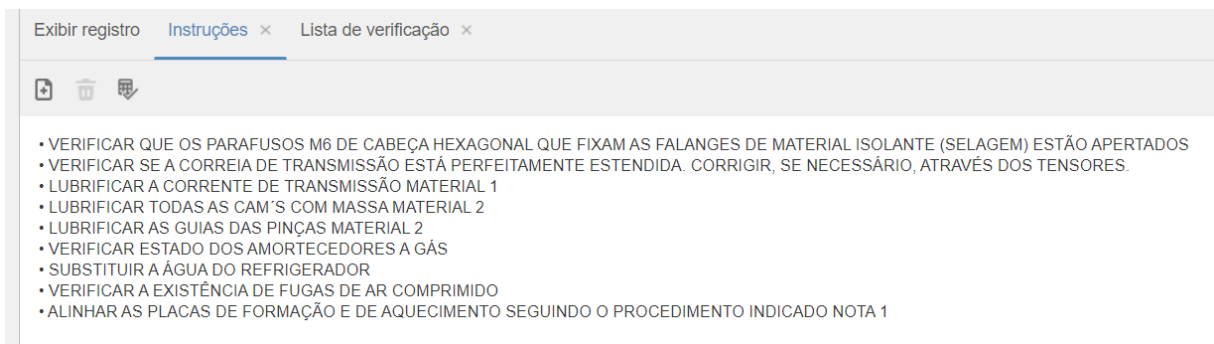 Exibir registro Instruções × Lista de verificação ×
• VERIFICAR QUE OS PARAFUSOS M6 DE CABEÇA HEXAGONAL QUE FIXAM AS FALANGES DE MATERIAL ISOLANTE (SELAGEM) ESTÃO APERTADOS
• VERIFICAR SE A CORREIA DE TRANSMISSÃO ESTÁ PERFEITAMENTE ESTENDIDA. CORRIGIR, SE NECESSÁRIO, ATRAVÉS DOS TENSORES.
• LUBRIFICAR A CORRENTE DE TRANSMISSÃO MATERIAL 1
• LUBRIFICAR TODAS AS CAM´S COM MASSA MATERIAL 2
• LUBRIFICAR AS GUIAS DAS PINÇAS MATERIAL 2
• VERIFICAR ESTADO DOS AMORTECEDORES A GÁS
• SUBSTITUIR A ÁGUA DO REFRIGERADOR
• VERIFICAR A EXISTÊNCIA DE FUGAS DE AR COMPRIMIDO
• ALINHAR AS PLACAS DE FORMAÇÃO E DE AQUECIMENTO SEGUINDO O PROCEDIMENTO INDICADO NOTA 1